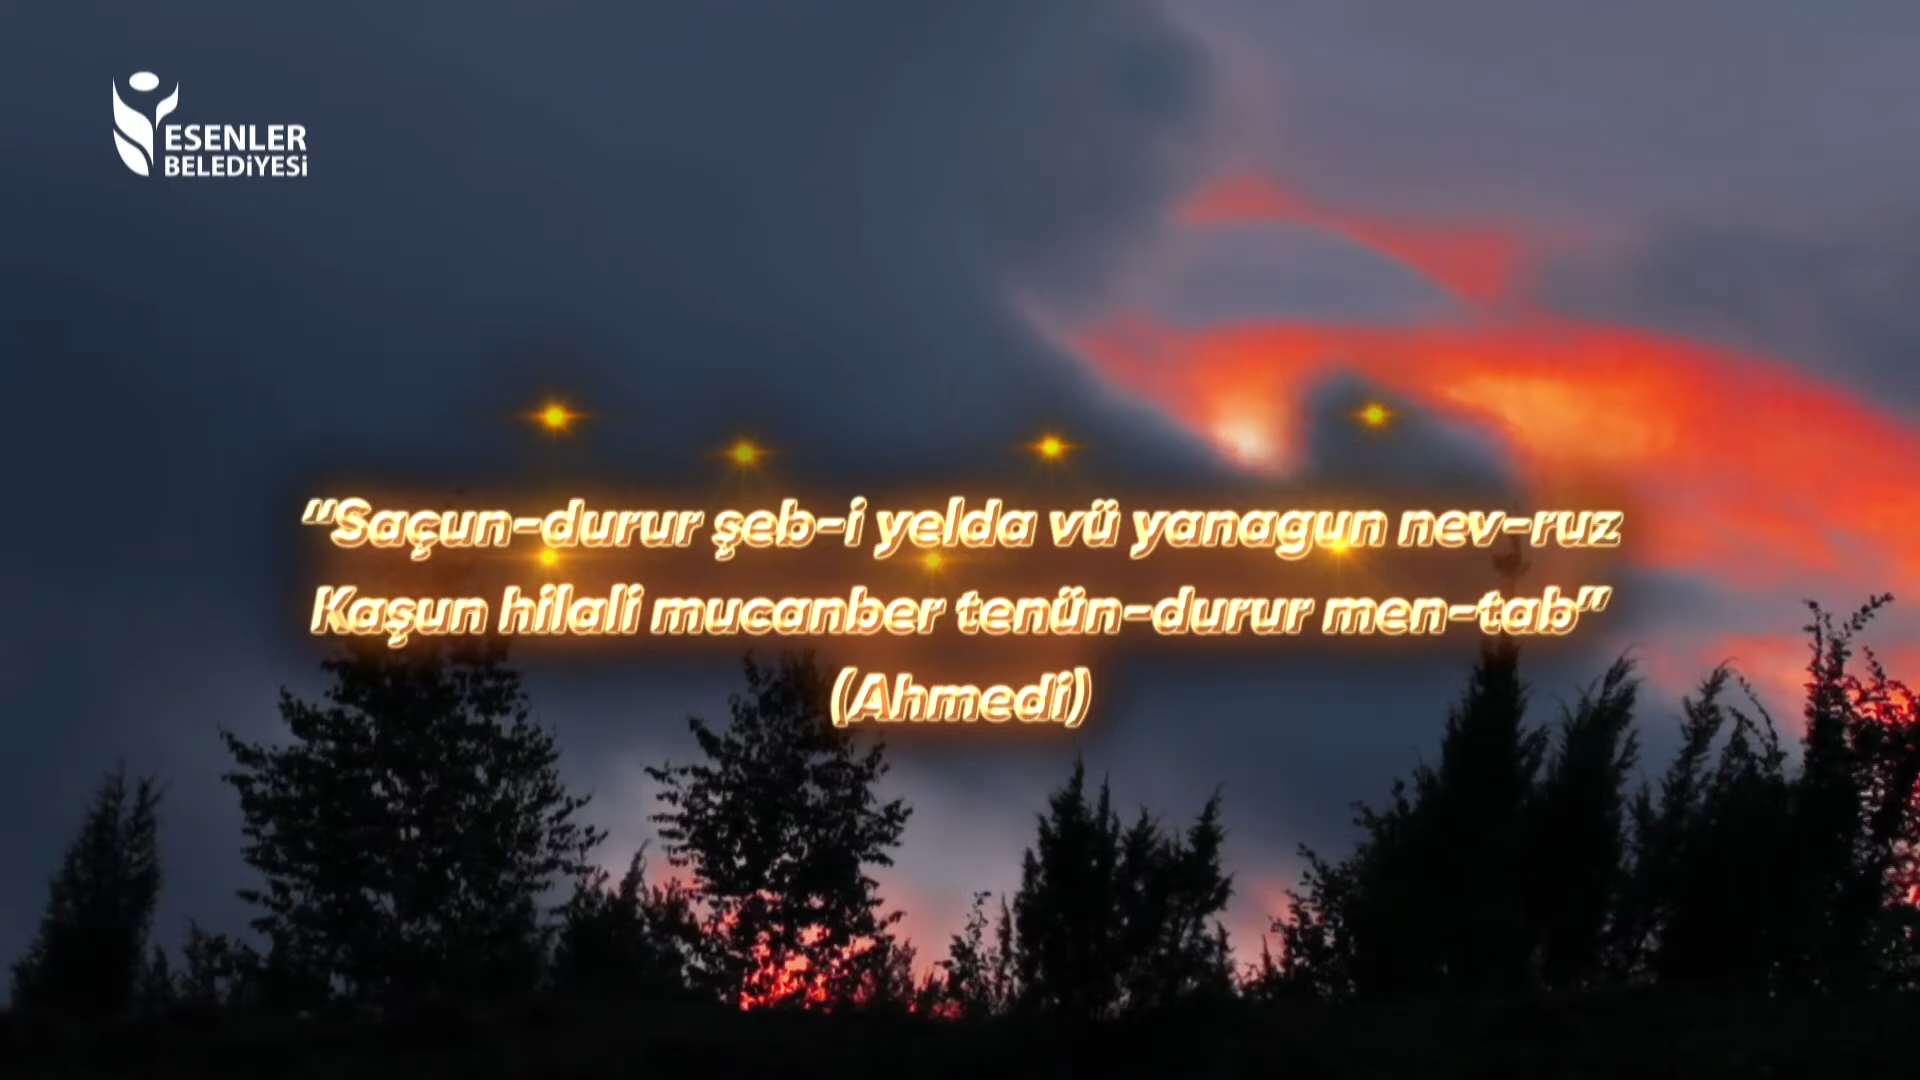 ESENLER
BELEDİYESİ
“Saçun-durur şeb-i yelda vü yanagun nev-ruz
Kaşun hilali mucanber tenün-durur men-tab”
(Ahmedi)